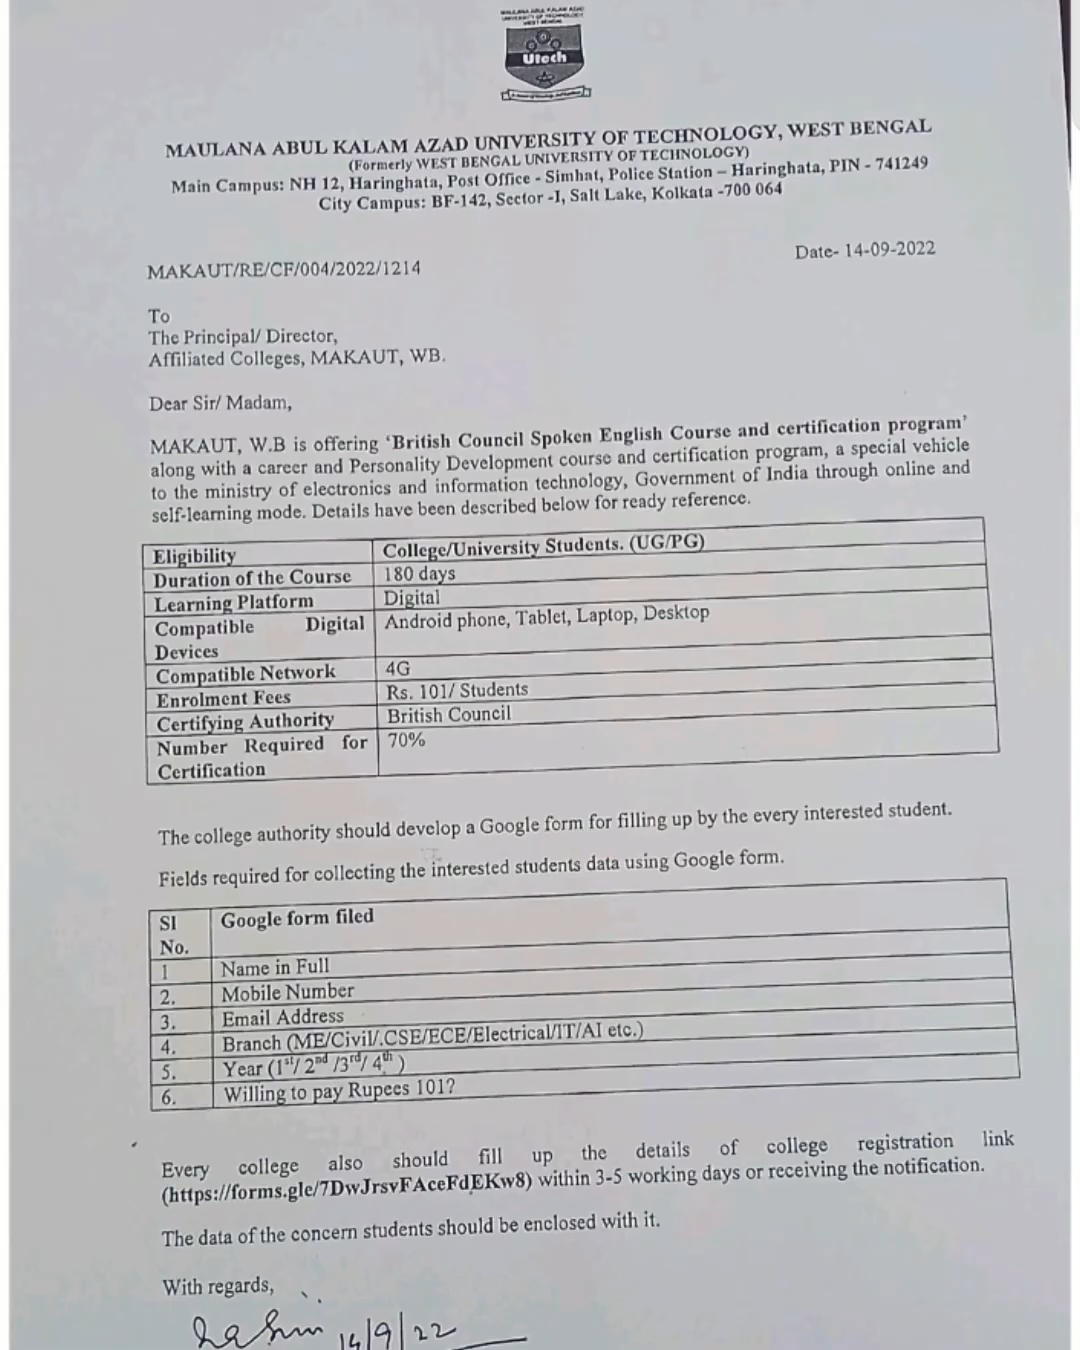 MAULANA ABUL KALAM AZAD
UNIVERSITY OF TECHNOLOGY
WEST BENGAL
Utech
MAULANA ABUL KALAM AZAD UNIVERSITY OF TECHNOLOGY, WEST BENGAL
(Formerly WEST BENGAL UNIVERSITY OF TECHNOLOGY)
Main Campus: NH 12, Haringhata, Post Office - Simhat, Police Station – Haringhata, PIN - 741249
City Campus: BF-142, Sector -I, Salt Lake, Kolkata -700 064
MAKAUT/RE/CF/004/2022/1214
Date- 14-09-2022
To
The Principal/ Director,
Affiliated Colleges, MAKAUT, WB.
Dear Sir/ Madam,
MAKAUT, W.B is offering ‘British Council Spoken English Course and certification program’
along with a career and Personality Development course and certification program, a special vehicle
to the ministry of electronics and information technology, Government of India through online and
self-learning mode. Details have been described below for ready reference.
Eligibility College/University Students. (UG/PG)
Duration of the Course 180 days
Learning Platform Digital
Compatible Digital Android phone, Tablet, Laptop, Desktop
Devices
Compatible Network 4G
Enrolment Fees Rs. 101/ Students
Certifying Authority British Council
Number Required for 70%
Certification
The college authority should develop a Google form for filling up by the every interested student.
Fields required for collecting the interested students data using Google form.
Sl Google form filed
No.
1 Name in Full
2. Mobile Number
3. Email Address
4. Branch (ME/Civil/.CSE/ECE/Electrical/IT/AI etc.)
5. Year (1st/ 2nd /3rd/ 4th )
6. Willing to pay Rupees 101?
Every college also should fill up the details of college registration link
(https://forms.gle/7DwJrsvFAceFdEKw8) within 3-5 working days or receiving the notification.
The data of the concern students should be enclosed with it.
With regards,
14/9/22